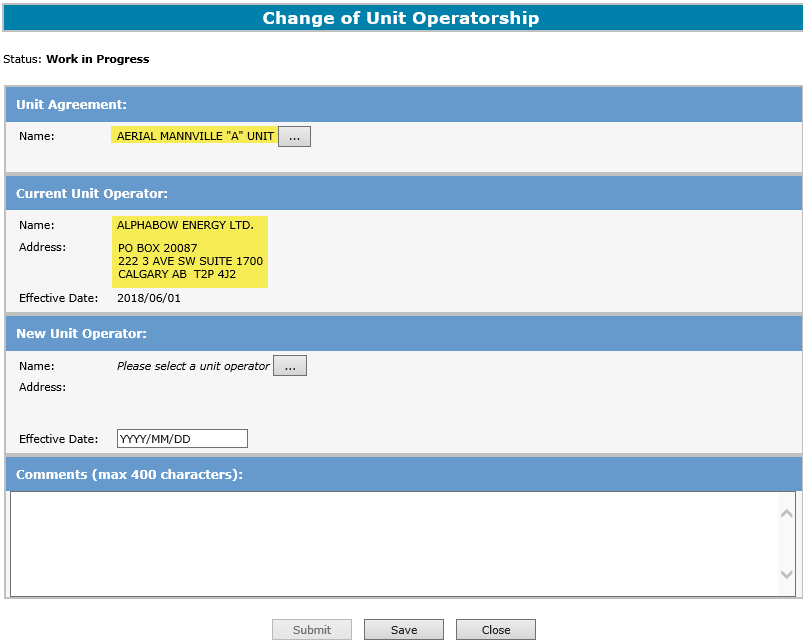 Change of Unit Operatorship
Status: Work in Progress
Unit Agreement:
Name: AERIAL MANNVILLE "A" UNIT ...
Current Unit Operator:
Name: ALPHABOW ENERGY LTD.
Address: PO BOX 20087
222 3 AVE SW SUITE 1700
CALGARY AB  T2P 4J2
Effective Date: 2018/06/01
New Unit Operator:
Name: Please select a unit operator ...
Address:
Effective Date: YYYY/MM/DD
Comments (max 400 characters):
Submit Save Close